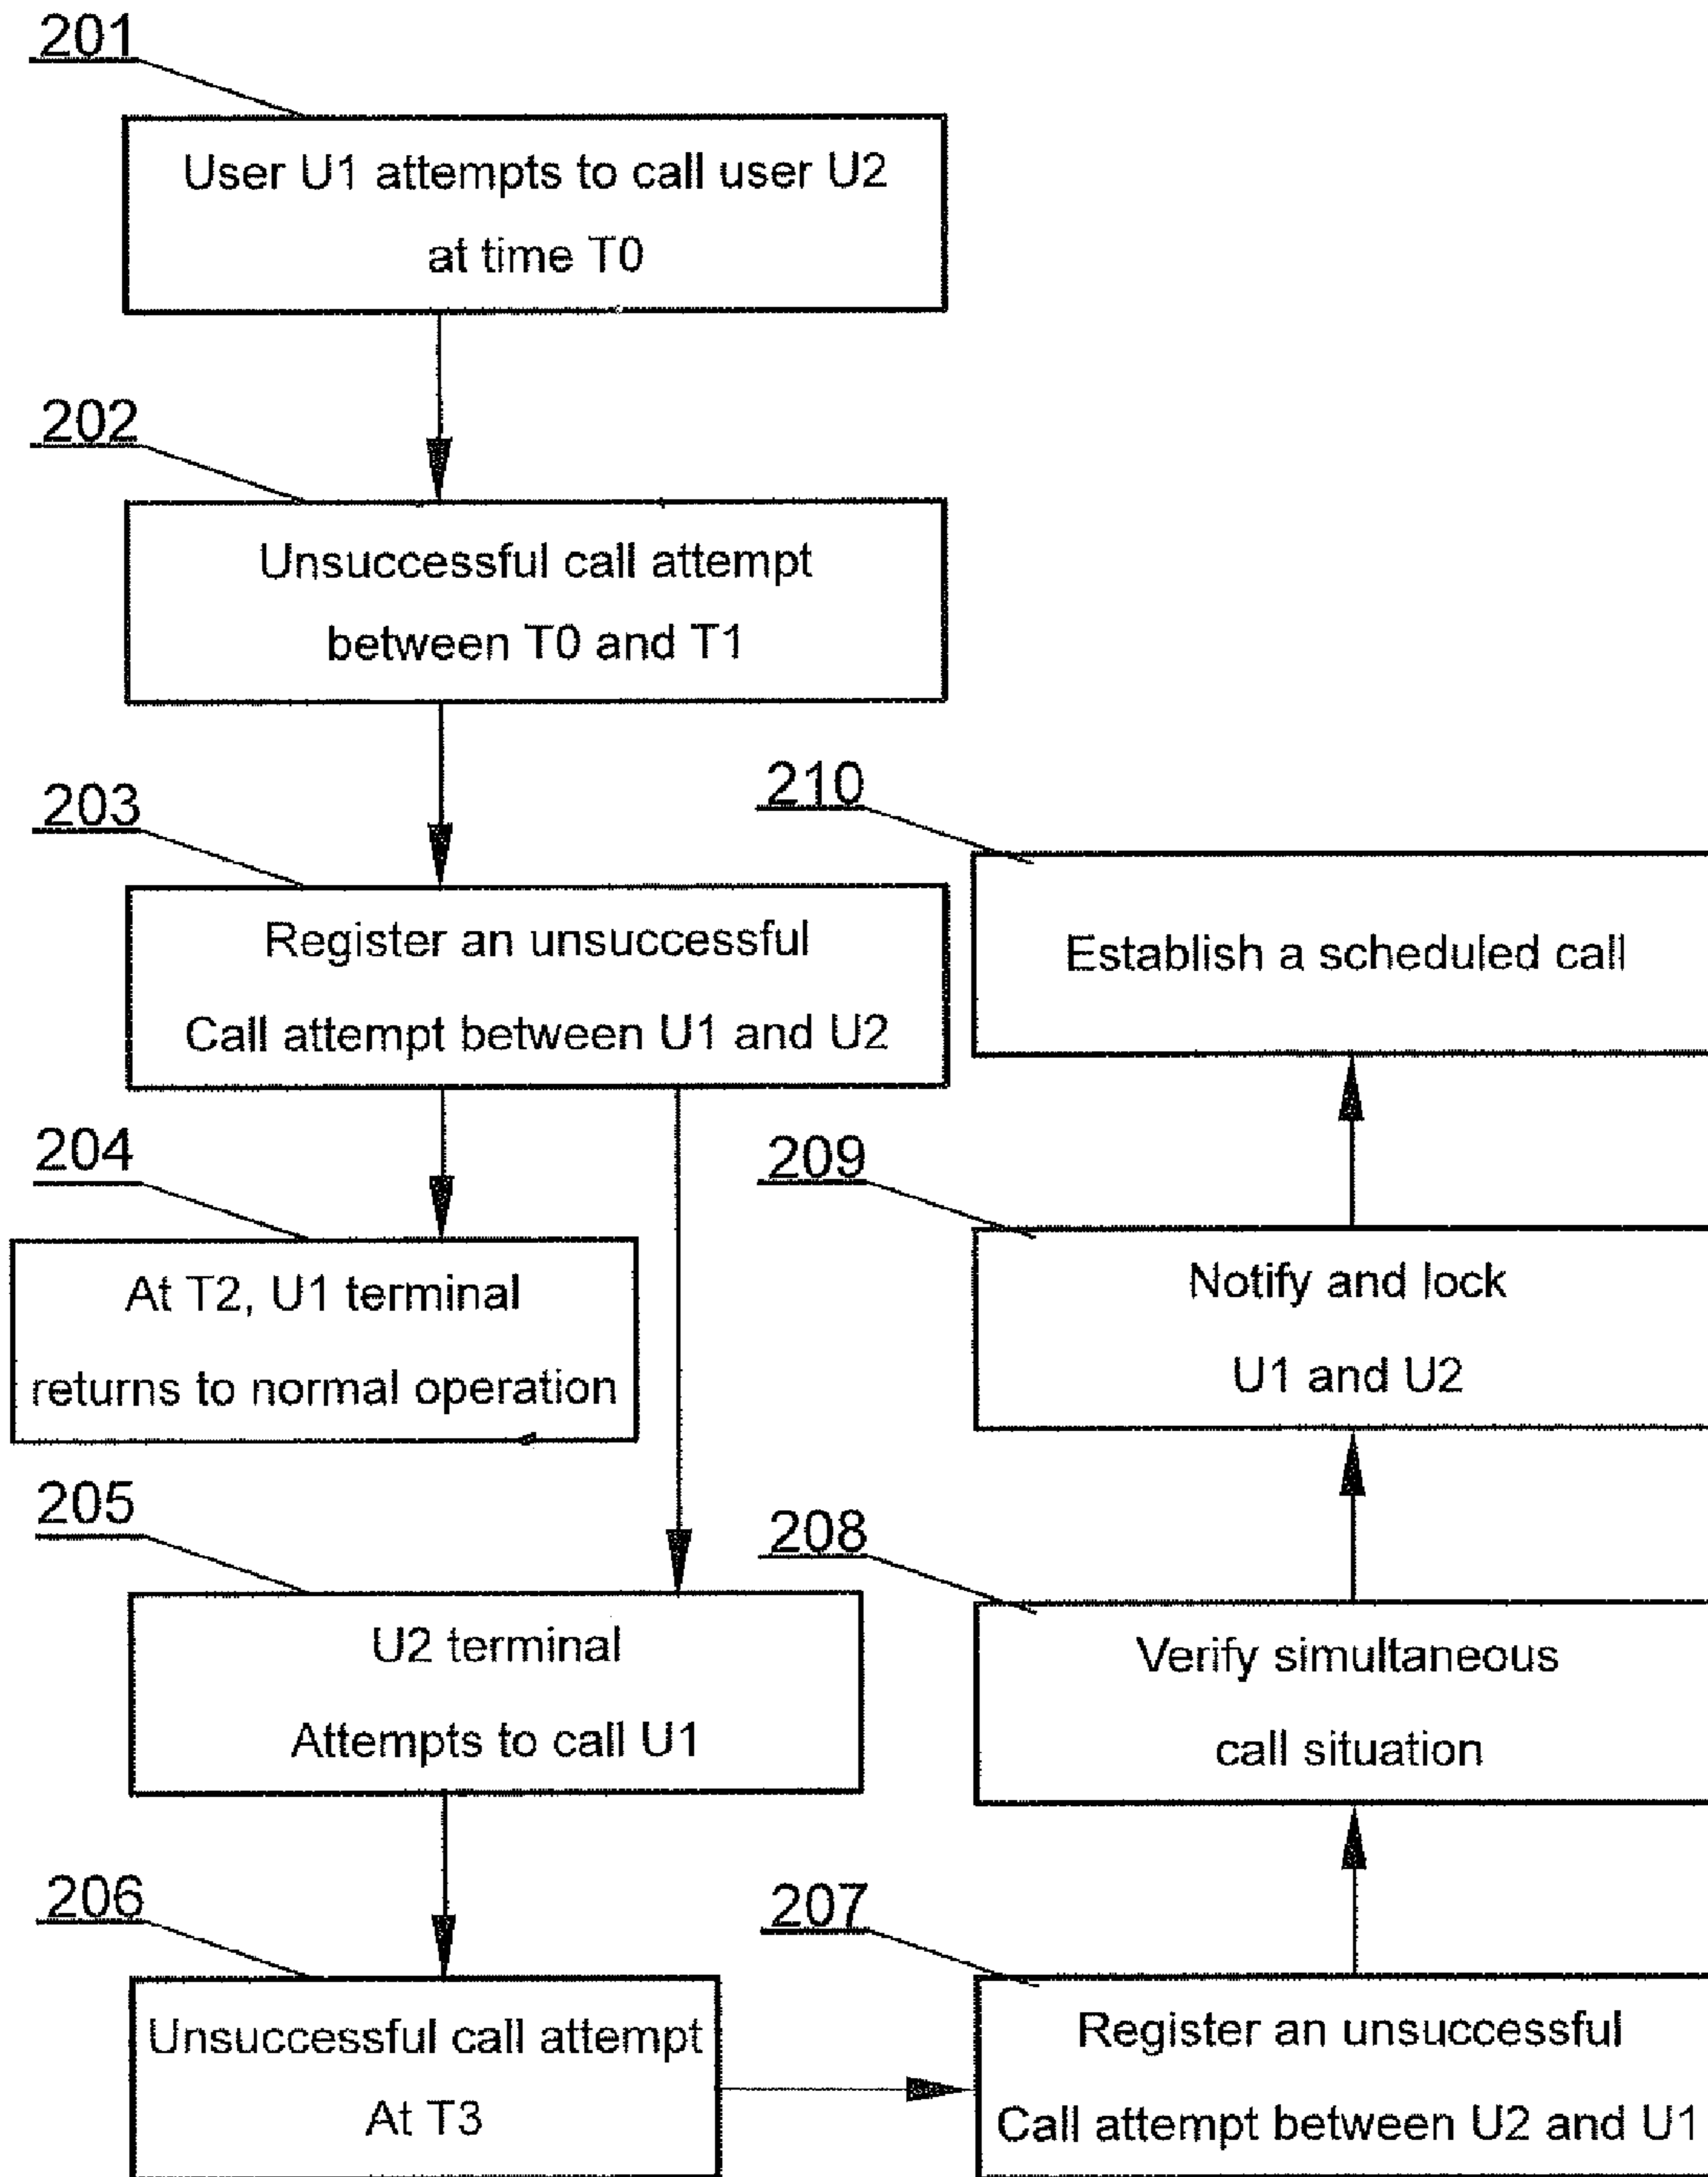 201
User U1 attempts to call user U2
at time T0
202
Unsuccessful call attempt
between T0 and T1
203
Register an unsuccessful
Call attempt between U1 and U2
204
At T2, U1 terminal
returns to normal operation
205
U2 terminal
Attempts to call U1
206
Unsuccessful call attempt
At T3
207
Register an unsuccessful
Call attempt between U2 and U1
208
Verify simultaneous
call situation
209
Notify and lock
U1 and U2
210
Establish a scheduled call